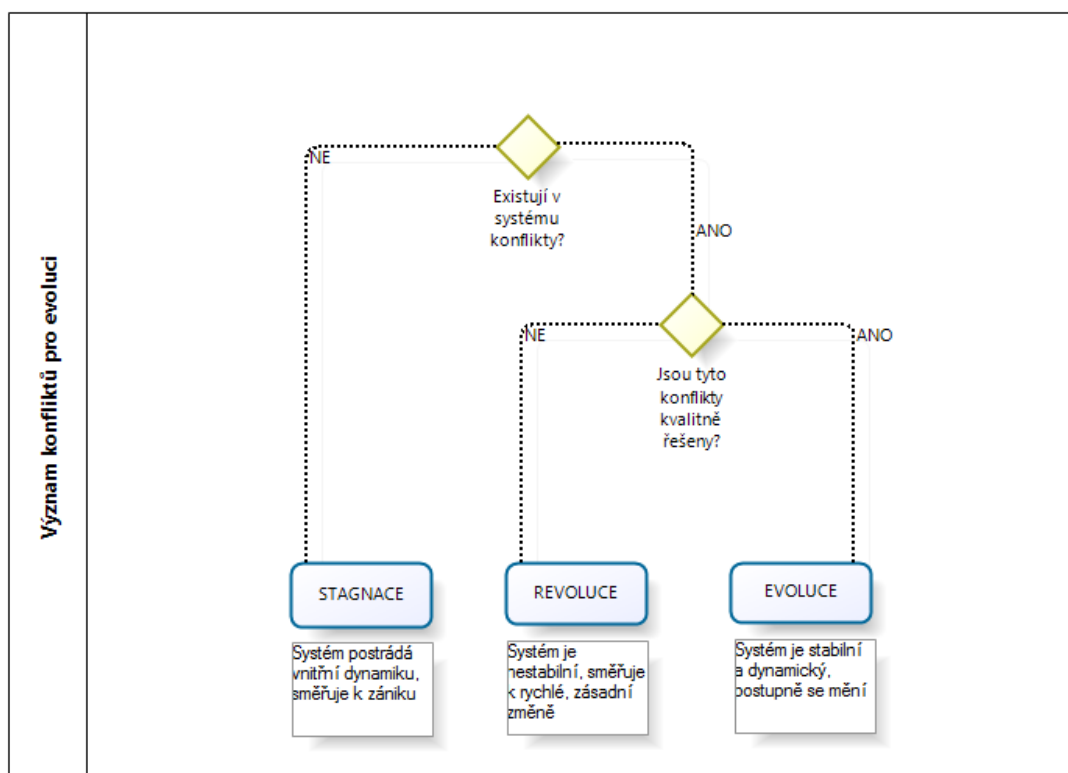 Význam konfliktů pro evoluci
NE
Existují v
systému
konflikty?
ANO
NE
ANO
Jsou tyto
konflikty
kvalitně
řešeny?
STAGNACE
REVOLUCE
EVOLUCE
Systém postrádá
vnitřní dynamiku,
směřuje k zániku
Systém je
nestabilní, směřuje
k rychlé, zásadní
změně
Systém je stabilní
a dynamický,
postupně se mění